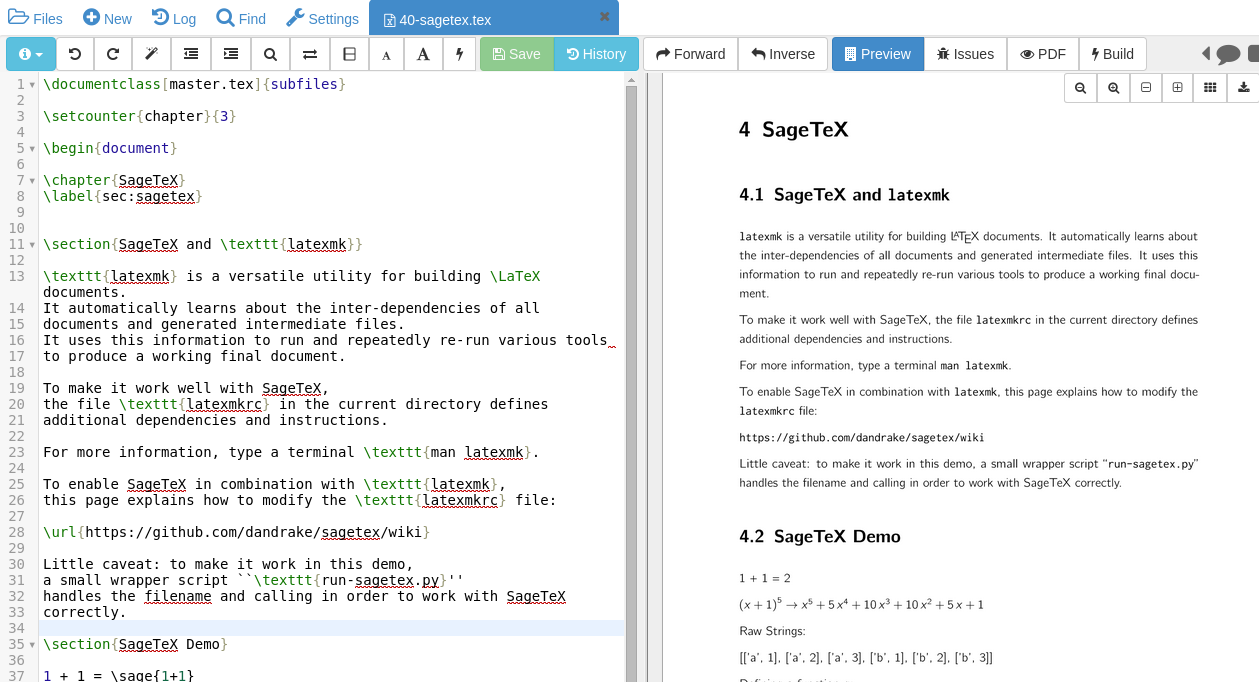 Files New Log Find Settings 40-sagetex.tex
A A Save History Forward Inverse Preview Issues PDF Build
1 \documentclass[master.tex]{subfiles}
2
3 \setcounter{chapter}{3}
4
5 \begin{document}
6
7 \chapter{SageTeX}
8 \label{sec:sagetex}
9
10
11 \section{SageTeX and \texttt{latexmk}}
12
13 \texttt{latexmk} is a versatile utility for building \LaTeX
documents.
14 It automatically learns about the inter-dependencies of all
15 documents and generated intermediate files.
16 It uses this information to run and repeatedly re-run various tools
17 to produce a working final document.
18
19 To make it work well with SageTeX,
20 the file \texttt{latexmkrc} in the current directory defines
21 additional dependencies and instructions.
22
23 For more information, type a terminal \texttt{man latexmk}.
24
25 To enable SageTeX in combination with \texttt{latexmk},
26 this page explains how to modify the \texttt{latexmkrc} file:
27
28 \url{https://github.com/dandrake/sagetex/wiki}
29
30 Little caveat: to make it work in this demo,
31 a small wrapper script ``\texttt{run-sagetex.py}''
32 handles the filename and calling in order to work with SageTeX
33 correctly.
34
35 \section{SageTeX Demo}
36
37 1 + 1 = \sage{1+1}
4 SageTeX
4.1 SageTeX and latexmk
latexmk is a versatile utility for building LATEX documents. It automatically learns about
the inter-dependencies of all documents and generated intermediate files. It uses this
information to run and repeatedly re-run various tools to produce a working final docu-
ment.
To make it work well with SageTeX, the file latexmkrc in the current directory defines
additional dependencies and instructions.
For more information, type a terminal man latexmk.
To enable SageTeX in combination with latexmk, this page explains how to modify the
latexmkrc file:
https://github.com/dandrake/sagetex/wiki
Little caveat: to make it work in this demo, a small wrapper script “run-sagetex.py”
handles the filename and calling in order to work with SageTeX correctly.
4.2 SageTeX Demo
1 + 1 = 2
(x + 1)⁵ → x⁵ + 5 x⁴ + 10 x³ + 10 x² + 5 x + 1
Raw Strings:
[['a', 1], ['a', 2], ['a', 3], ['b', 1], ['b', 2], ['b', 3]]